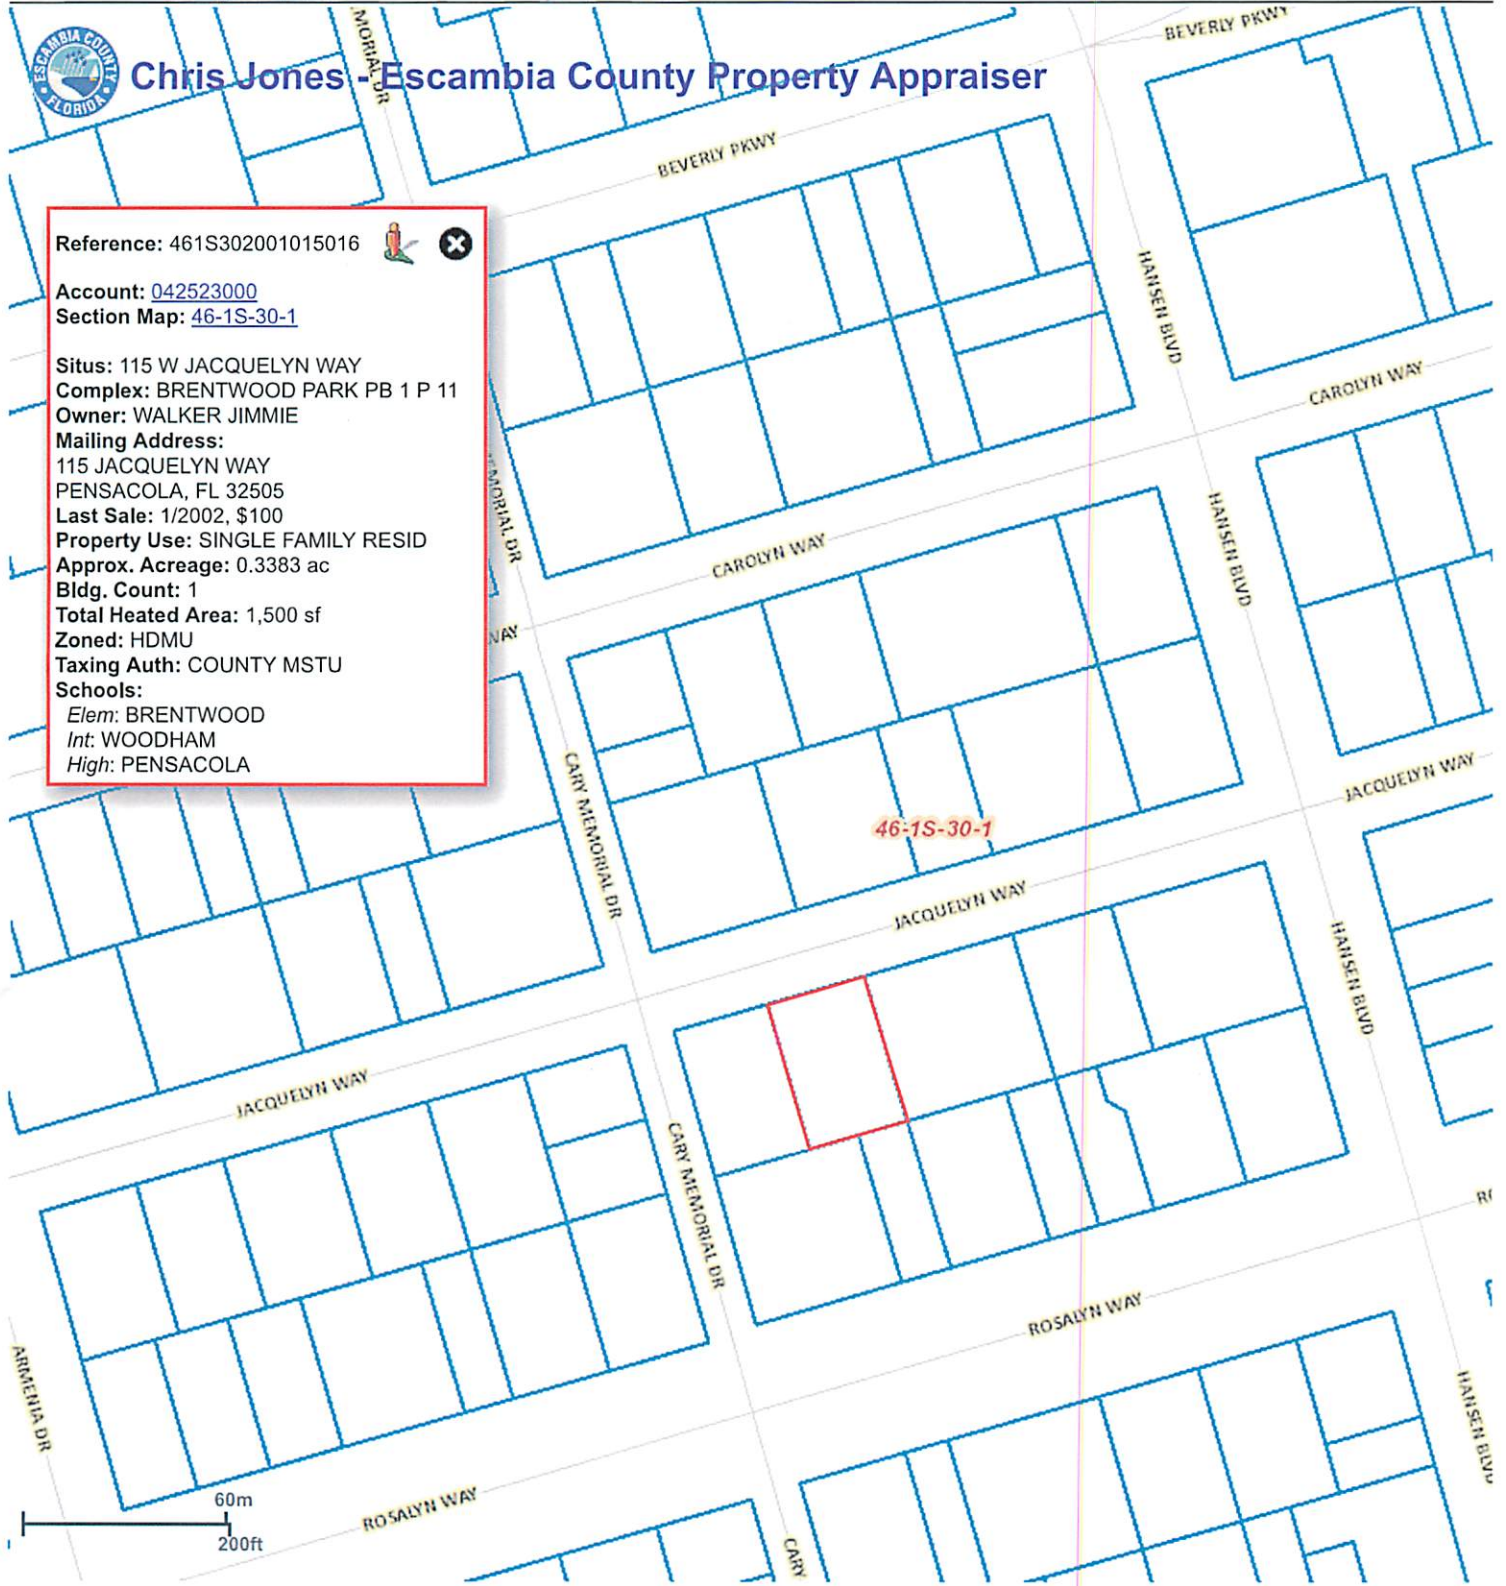 BEVERLY PKWY
MORIAL DR
ESCAMBIA COUNTY
FLORIDA
Chris Jones - Escambia County Property Appraiser
BEVERLY PKWY
Reference: 461S302001015016
Account: 042523000
Section Map: 46-1S-30-1
Situs: 115 W JACQUELYN WAY
Complex: BRENTWOOD PARK PB 1 P 11
Owner: WALKER JIMMIE
Mailing Address:
115 JACQUELYN WAY
PENSACOLA, FL 32505
Last Sale: 1/2002, $100
Property Use: SINGLE FAMILY RESID
Approx. Acreage: 0.3383 ac
Bldg. Count: 1
Total Heated Area: 1,500 sf
Zoned: HDMU
Taxing Auth: COUNTY MSTU
Schools:
Elem: BRENTWOOD
Int: WOODHAM
High: PENSACOLA
HANSEN BLVD
CAROLYN WAY
EMORIAL DR
CAROLYN WAY
HANSEN BLVD
WAY
CARY MEMORIAL DR
JACQUELYN WAY
46-1S-30-1
JACQUELYN WAY
HANSEN BLVD
JACQUELYN WAY
CARY MEMORIAL DR
RO
ROSALYN WAY
ARMENIA DR
HANSEN BLVD
ROSALYN WAY
CARY
60m
200ft